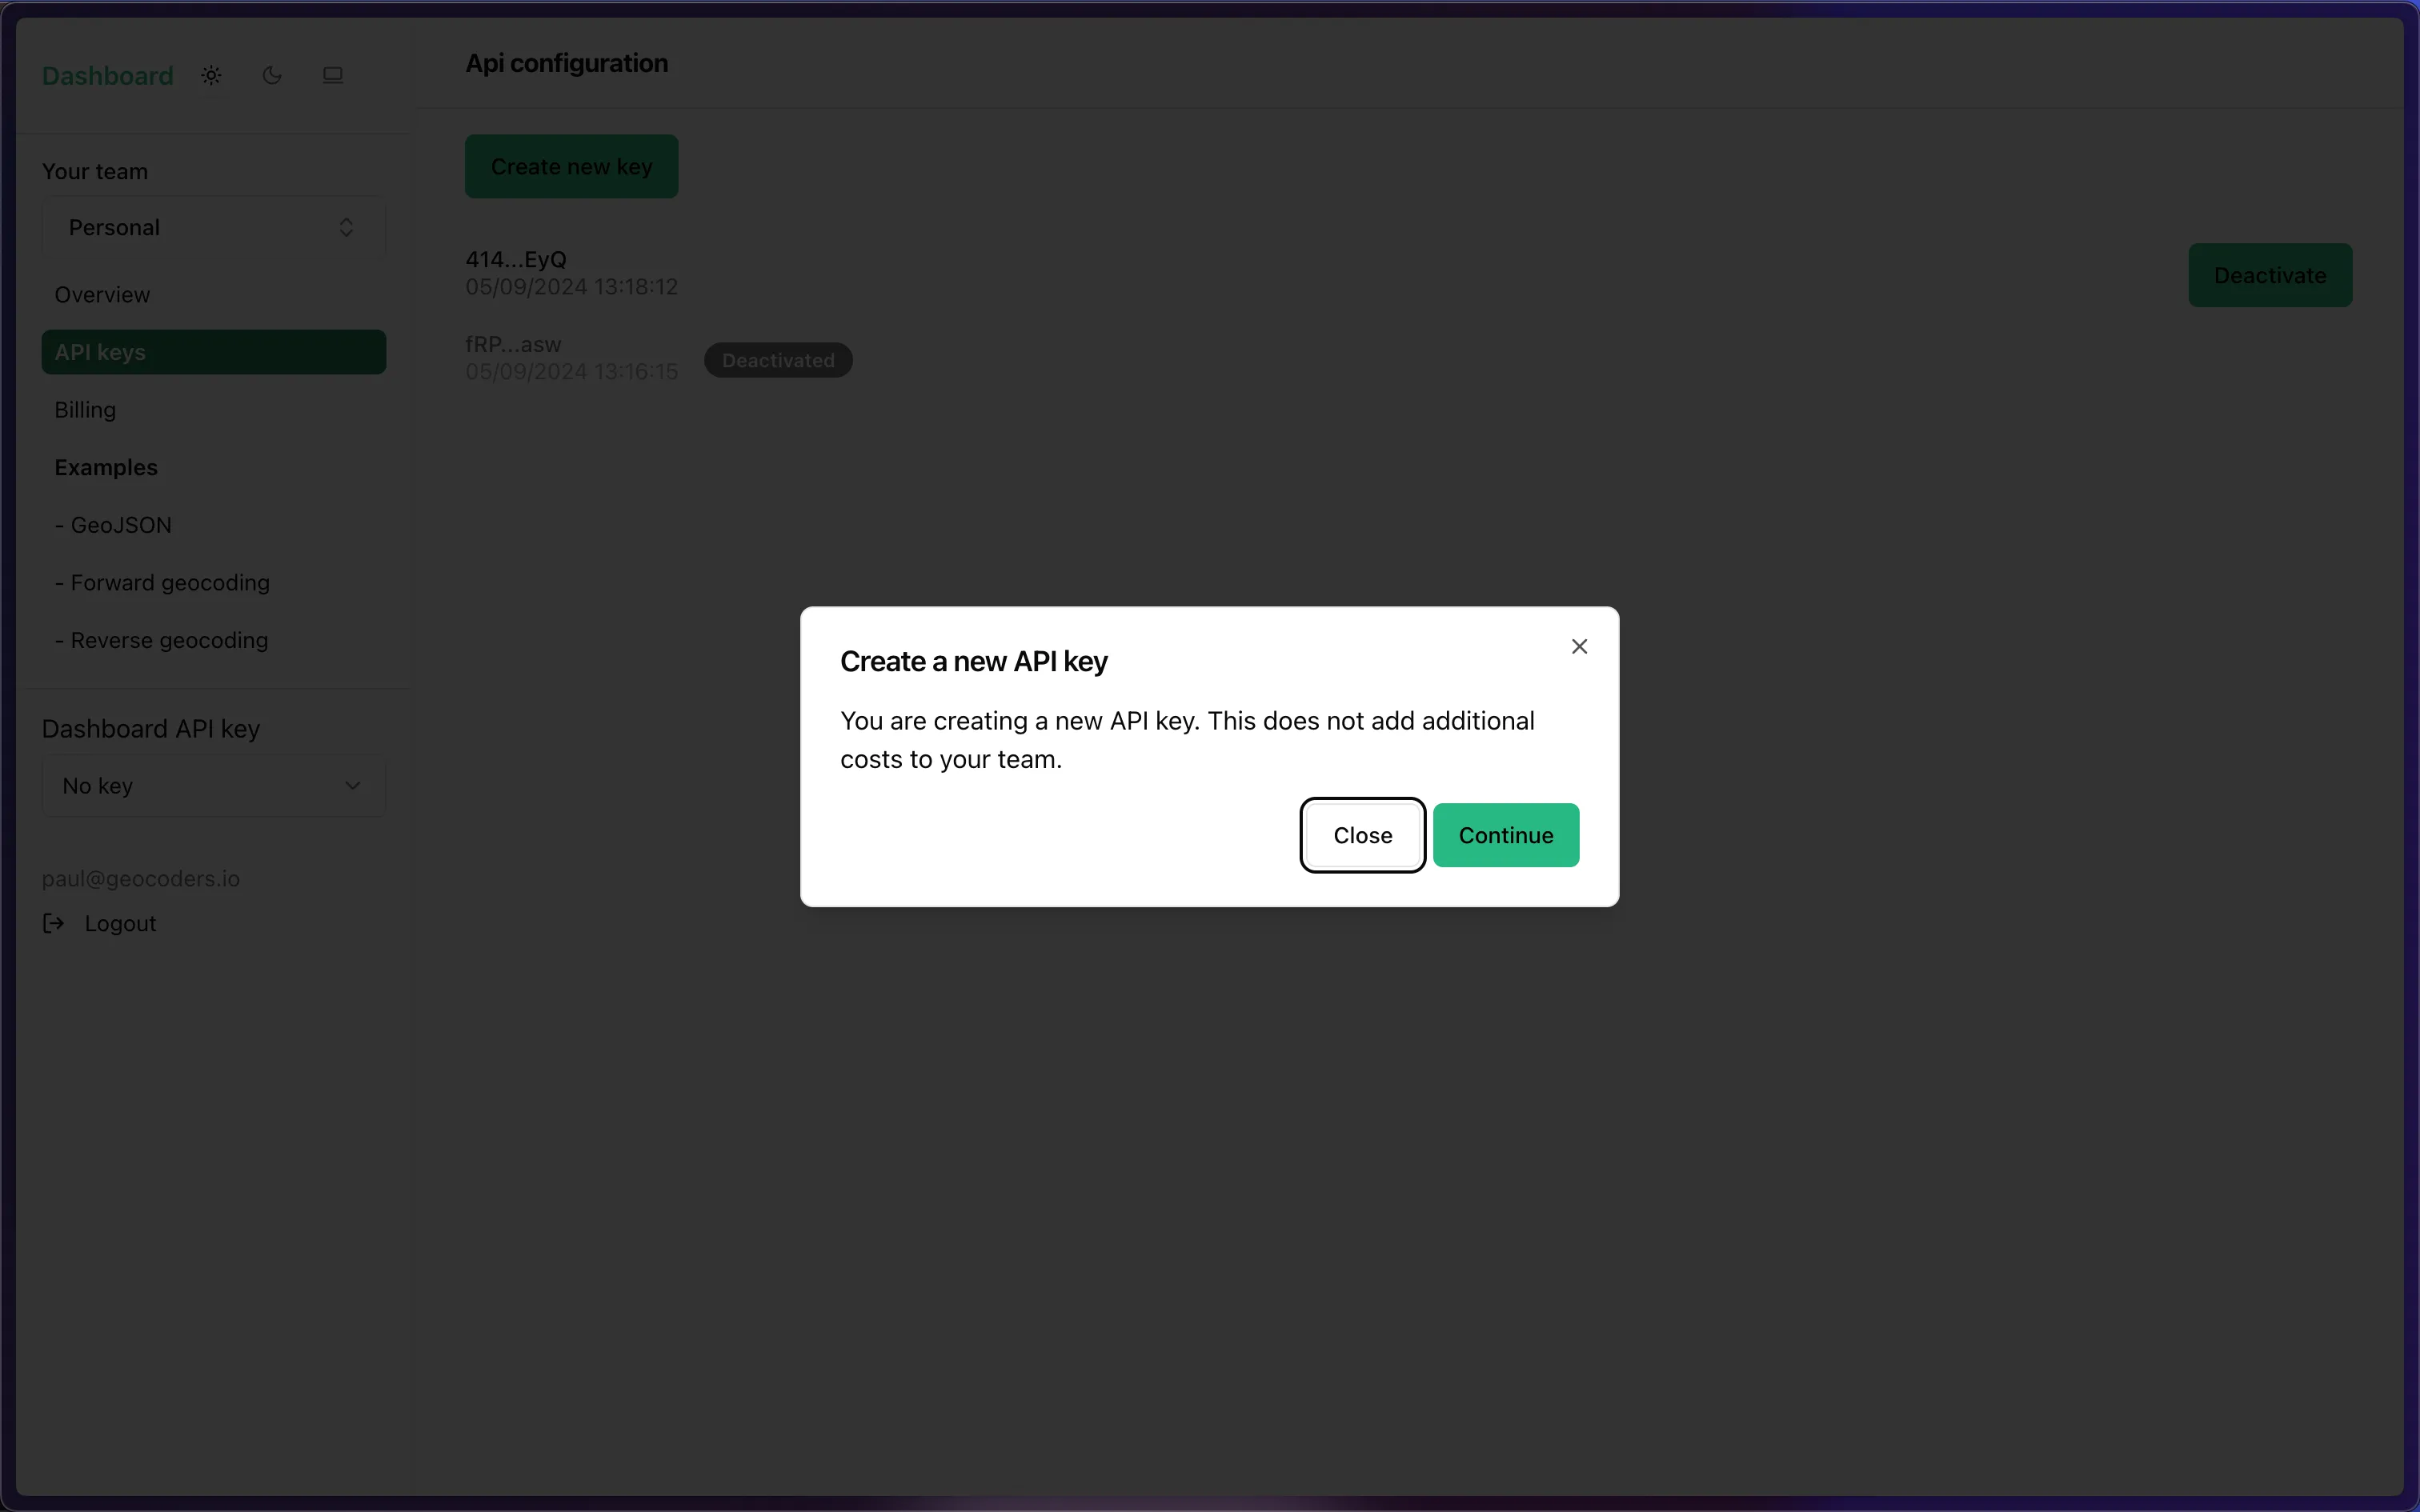 Dashboard
Your team
Personal
Overview
API keys
Billing
Examples
- GeoJSON
- Forward geocoding
- Reverse geocoding
Dashboard API key
No key
paul@geocoders.io
Logout
Api configuration
Create new key
414...EyQ
05/09/2024 13:18:12
Deactivate
fRP...asw
05/09/2024 13:16:15
Deactivated
Create a new API key
You are creating a new API key. This does not add additional
costs to your team.
Close
Continue